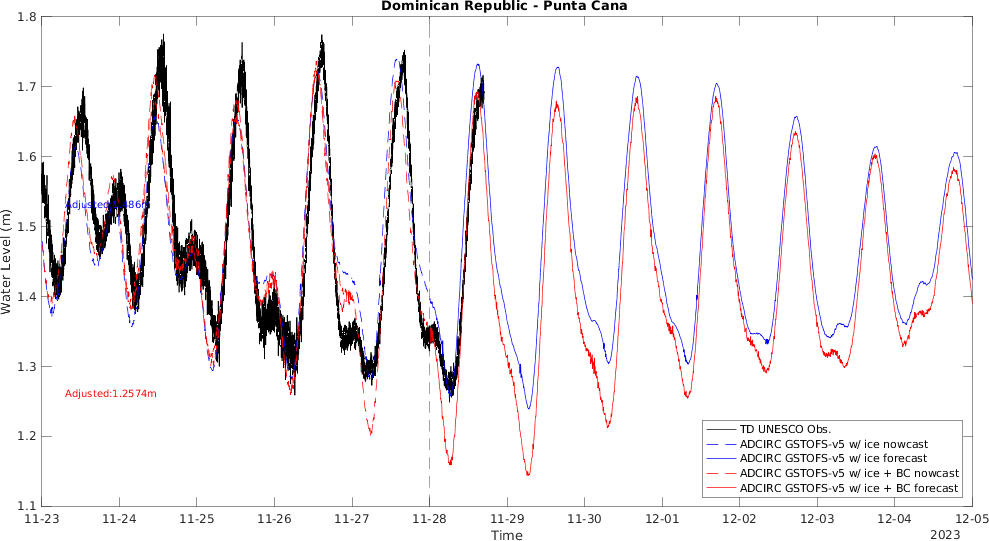 Dominican Republic - Punta Cana
Water Level (m)
1.8
1.7
1.6
1.5
1.4
1.3
1.2
1.1
Adjusted:1.2574m
TD UNESCO Obs.
ADCIRC GSTOFS-v5 w/ ice nowcast
ADCIRC GSTOFS-v5 w/ ice forecast
ADCIRC GSTOFS-v5 w/ ice + BC nowcast
ADCIRC GSTOFS-v5 w/ ice + BC forecast
11-23 11-24 11-25 11-26 11-27 11-28 11-29 11-30 12-01 12-02 12-03 12-04 12-05
Time
2023